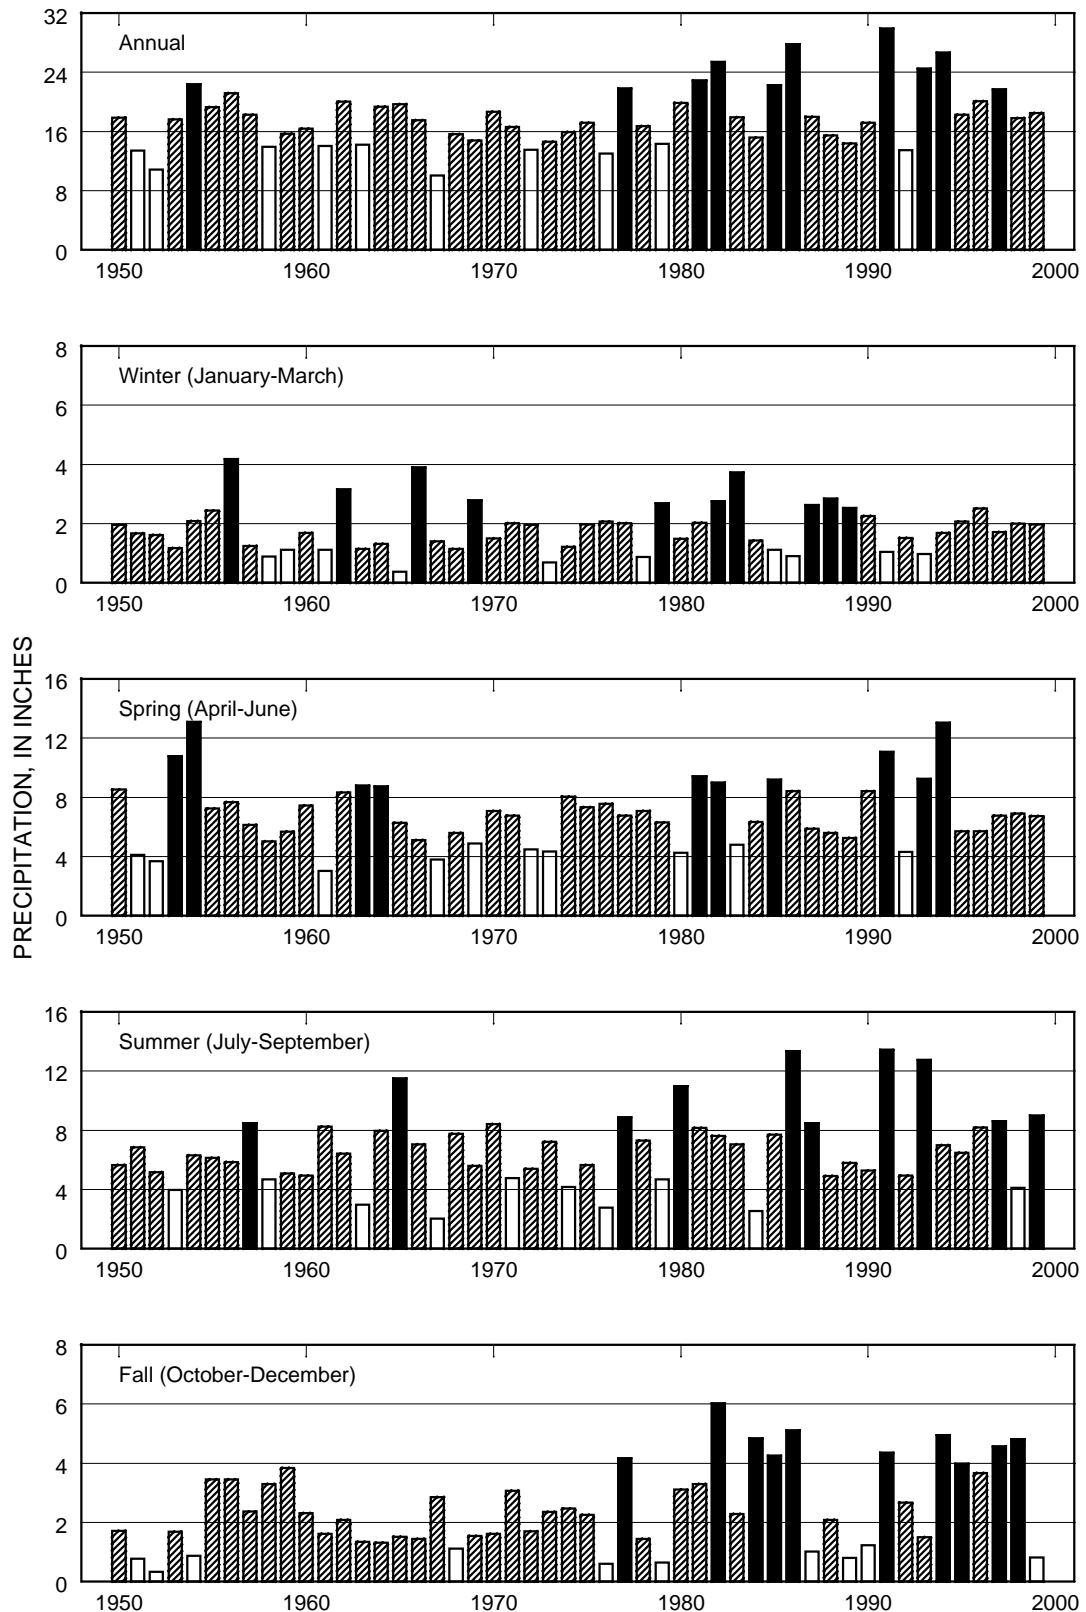 32
Annual
24
16
8
0
1950 1960 1970 1980 1990 2000
8
Winter (January-March)
6
4
2
0
1950 1960 1970 1980 1990 2000
PRECIPITATION, IN INCHES
16
Spring (April-June)
12
8
4
0
1950 1960 1970 1980 1990 2000
16
Summer (July-September)
12
8
4
0
1950 1960 1970 1980 1990 2000
8
Fall (October-December)
6
4
2
0
1950 1960 1970 1980 1990 2000